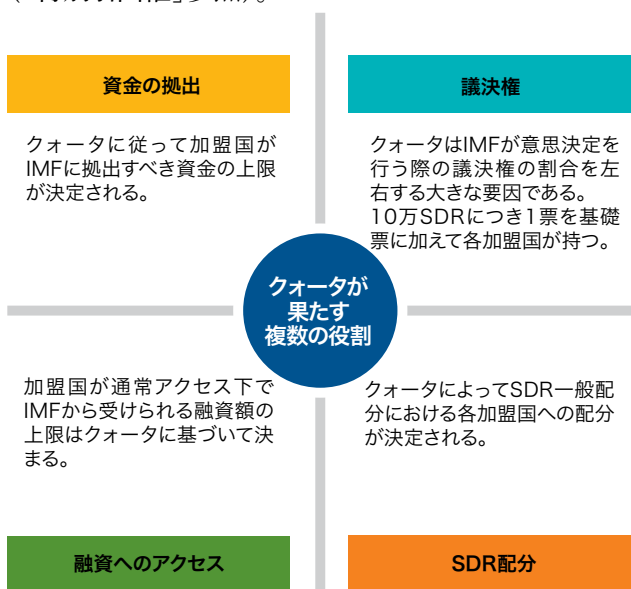 資金の拠出
クォータに従って加盟国が
IMFに拠出すべき資金の上限
が決定される。
議決権
クォータはIMFが意思決定を
行う際の議決権の割合を左
右する大きな要因である。
10万SDRにつき1票を基礎
票に加えて各加盟国が持つ。
クォータが
果たす
複数の役割
加盟国が通常アクセス下で
IMFから受けられる融資額の
上限はクォータに基づいて決
まる。
融資へのアクセス
クォータによってSDR一般配
分における各加盟国への配分
が決定される。
SDR配分